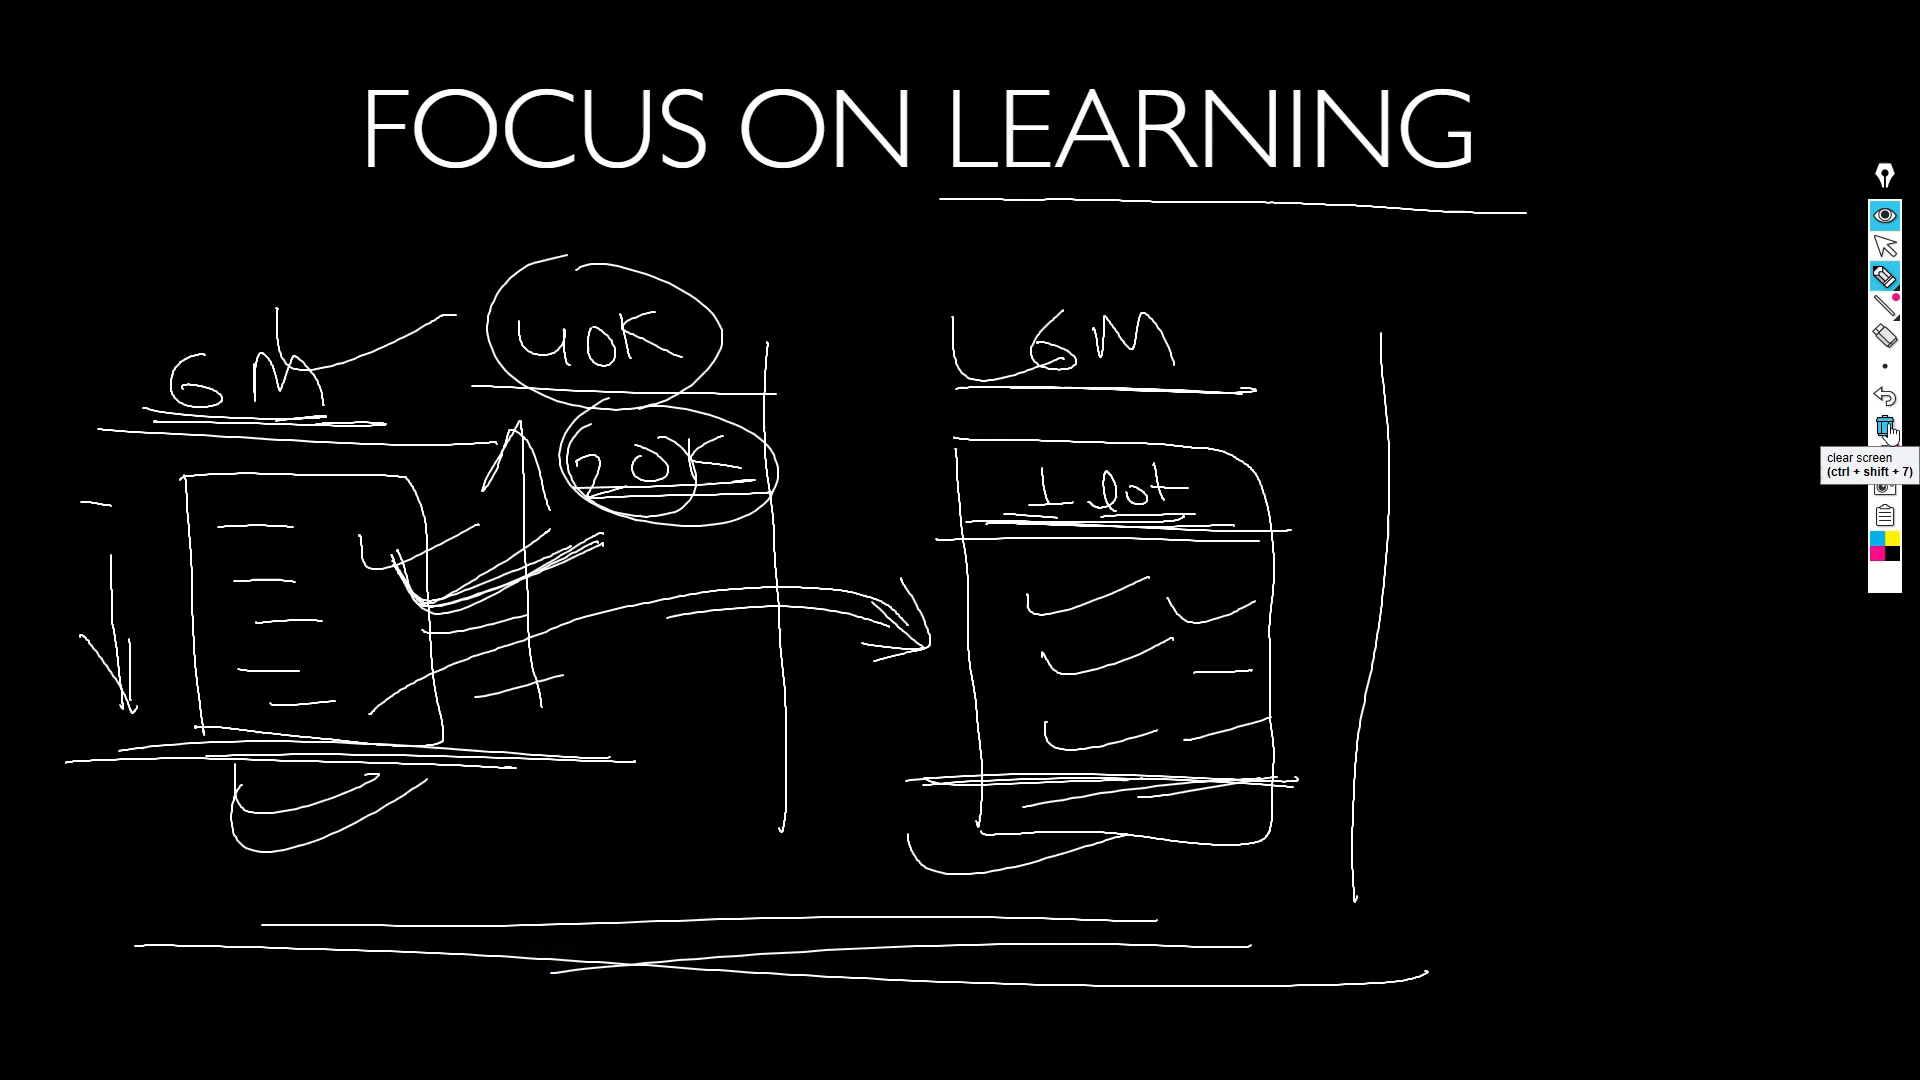 FOCUS ON LEARNING
6M
40K
20K
6M
1 lot
clear screen
(ctrl + shift + 7)